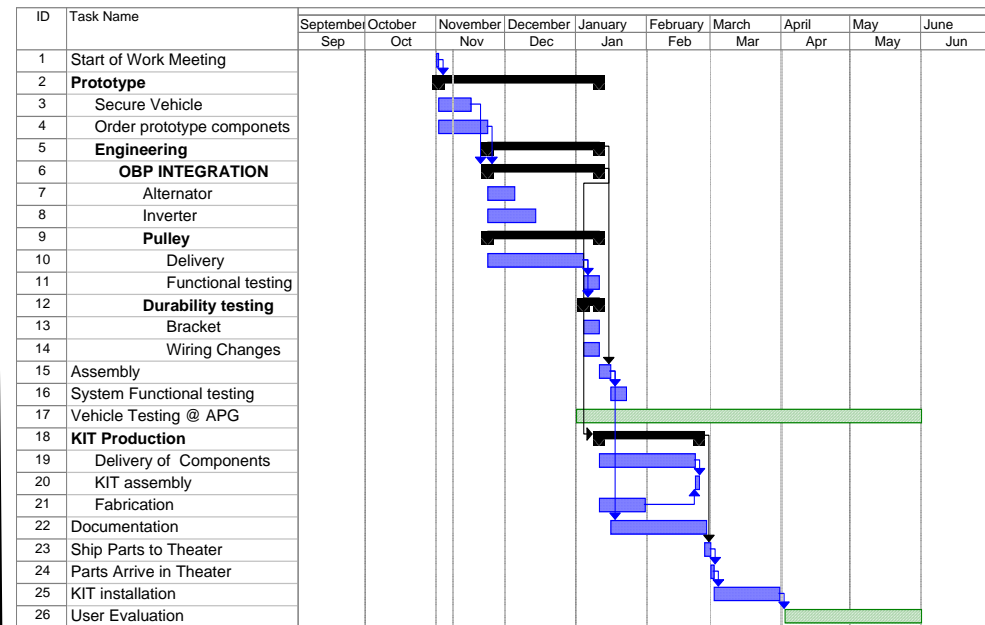 ID Task Name
September October November December January February March April May June
Sep Oct Nov Dec Jan Feb Mar Apr May Jun
1 Start of Work Meeting
2 Prototype
3 Secure Vehicle
4 Order prototype componets
5 Engineering
6 OBP INTEGRATION
7 Alternator
8 Inverter
9 Pulley
10 Delivery
11 Functional testing
12 Durability testing
13 Bracket
14 Wiring Changes
15 Assembly
16 System Functional testing
17 Vehicle Testing @ APG
18 KIT Production
19 Delivery of Components
20 KIT assembly
21 Fabrication
22 Documentation
23 Ship Parts to Theater
24 Parts Arrive in Theater
25 KIT installation
26 User Evaluation